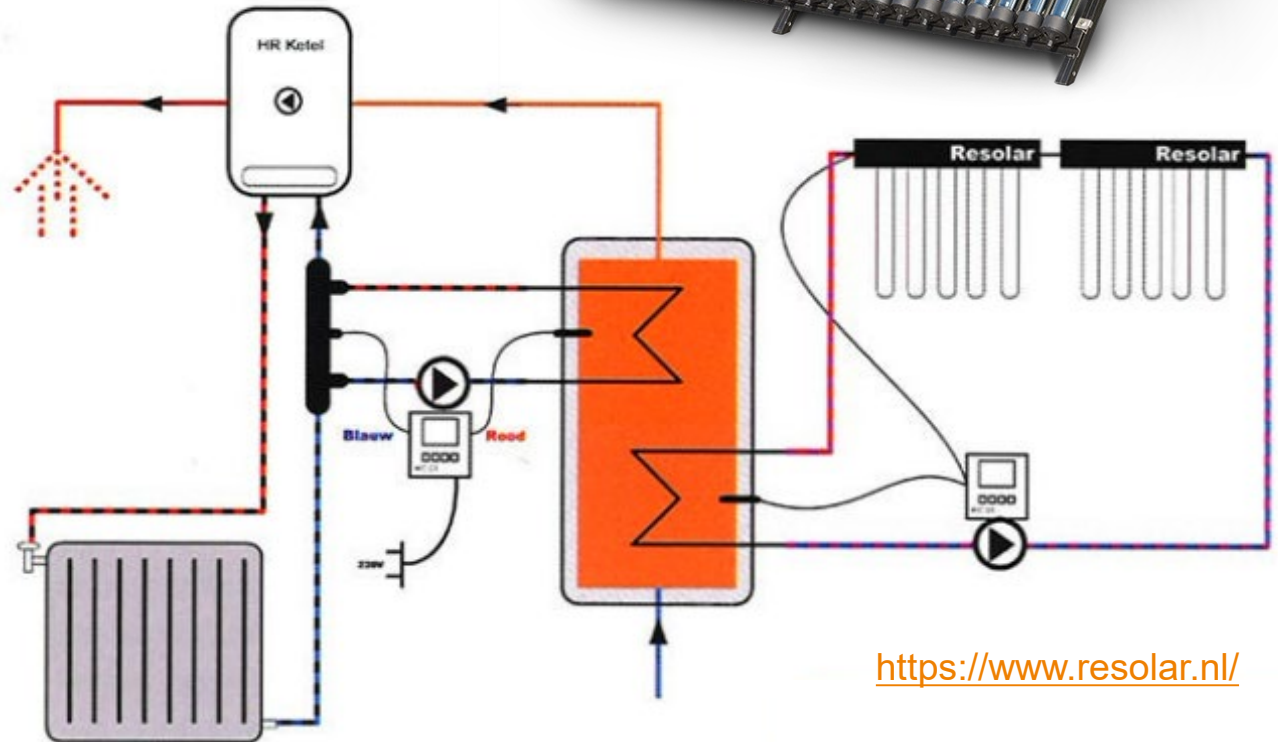 HR Ketel
Resolar
Resolar
Blauw
Rood
230V
https://www.resolar.nl/